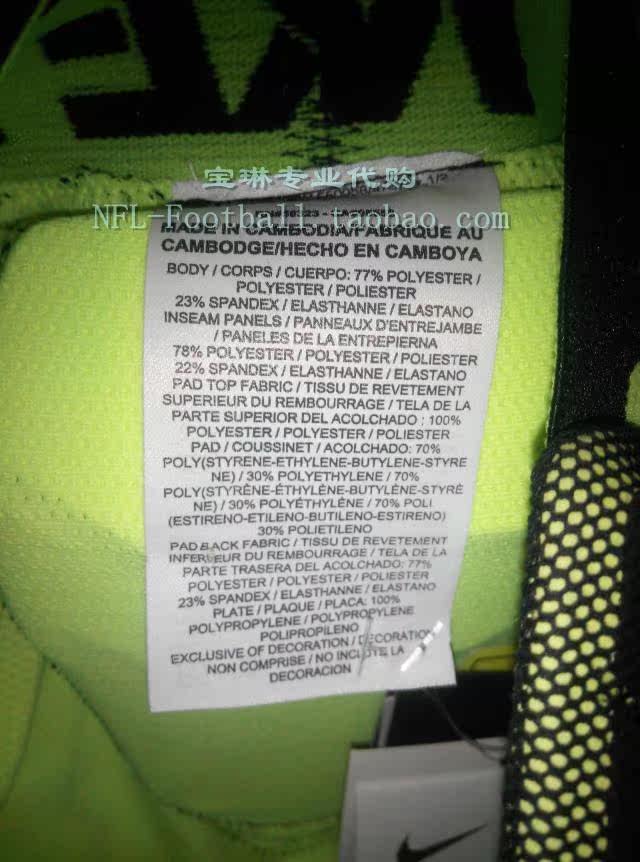 宝琳专业代购
1/2
NFL-Football.taobao.com
MADE IN CAMBODIA/FABRIQUE AU
CAMBODGE/HECHO EN CAMBOYA
BODY / CORPS / CUERPO: 77% POLYESTER /
POLYESTER / POLIESTER
23% SPANDEX / ELASTHANNE / ELASTANO
INSEAM PANELS / PANNEAUX D'ENTREJAMBE
/ PANELES DE LA ENTREPIERNA
78% POLYESTER / POLYESTER / POLIESTER
22% SPANDEX / ELASTHANNE / ELASTANO
PAD TOP FABRIC / TISSU DE REVETEMENT
SUPERIEUR DU REMBOURRAGE / TELA DE LA
PARTE SUPERIOR DEL ACOLCHADO : 100%
POLYESTER / POLYESTER / POLIESTER
PAD / COUSSINET / ACOLCHADO: 70%
POLY(STYRENE-ETHYLENE-BUTYLENE-STYRE
NE) / 30% POLYETHYLENE / 70%
POLY(STYRÈNE-ÉTHYLÈNE-BUTYLÈNE-STYRÈ
NE) / 30% POLYÉTHYLÈNE / 70% POLI
(ESTIRENO-ETILENO-BUTILENO-ESTIRENO)
30% POLIETILENO
PAD BACK FABRIC / TISSU DE REVETEMENT
INFERIEUR DU REMBOURRAGE / TELA DE LA
PARTE TRASERA DEL ACOLCHADO: 77%
POLYESTER / POLYESTER / POLIESTER
23% SPANDEX / ELASTHANNE / ELASTANO
PLATE / PLAQUE / PLACA: 100%
POLYPROPYLENE / POLYPROPYLENE
POLIPROPÍLENO
EXCLUSIVE OF DECORATION / DECORATION
NON COMPRISE / NO INCLUYE LA
DECORACION